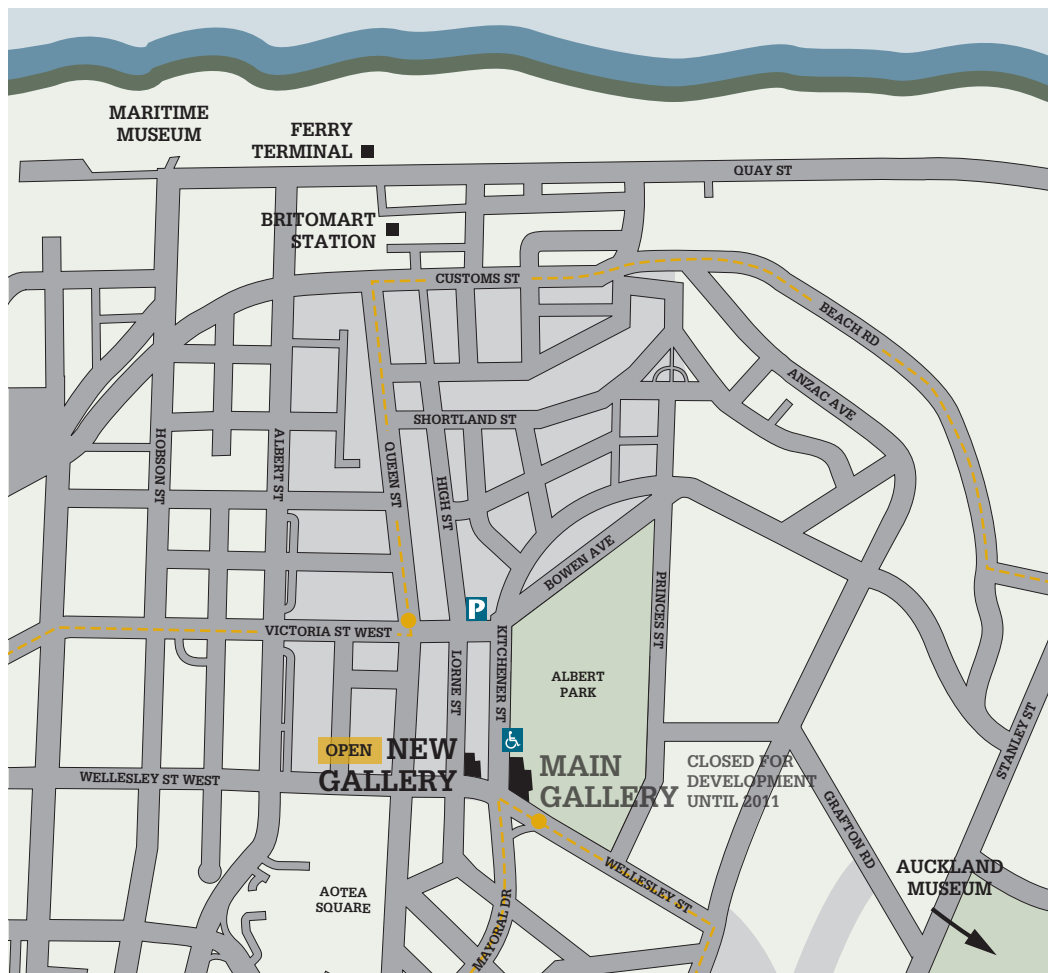 MARITIME
MUSEUM
FERRY
TERMINAL
QUAY ST
BRITOMART
STATION
CUSTOMS ST
BEACH RD
ANZAC AVE
SHORTLAND ST
HOBSON ST
ALBERT ST
QUEEN ST
HIGH ST
BOWEN AVE
PRINCES ST
P
VICTORIA ST WEST
KITCHENER ST
LORNE ST
ALBERT
PARK
STANLEY ST
OPEN NEW
GALLERY
MAIN
GALLERY
CLOSED FOR
DEVELOPMENT
UNTIL 2011
WELLESLEY ST WEST
GRAFTON RD
WELLESLEY ST
AUCKLAND
MUSEUM
AOTEA
SQUARE
MAYORAL DR